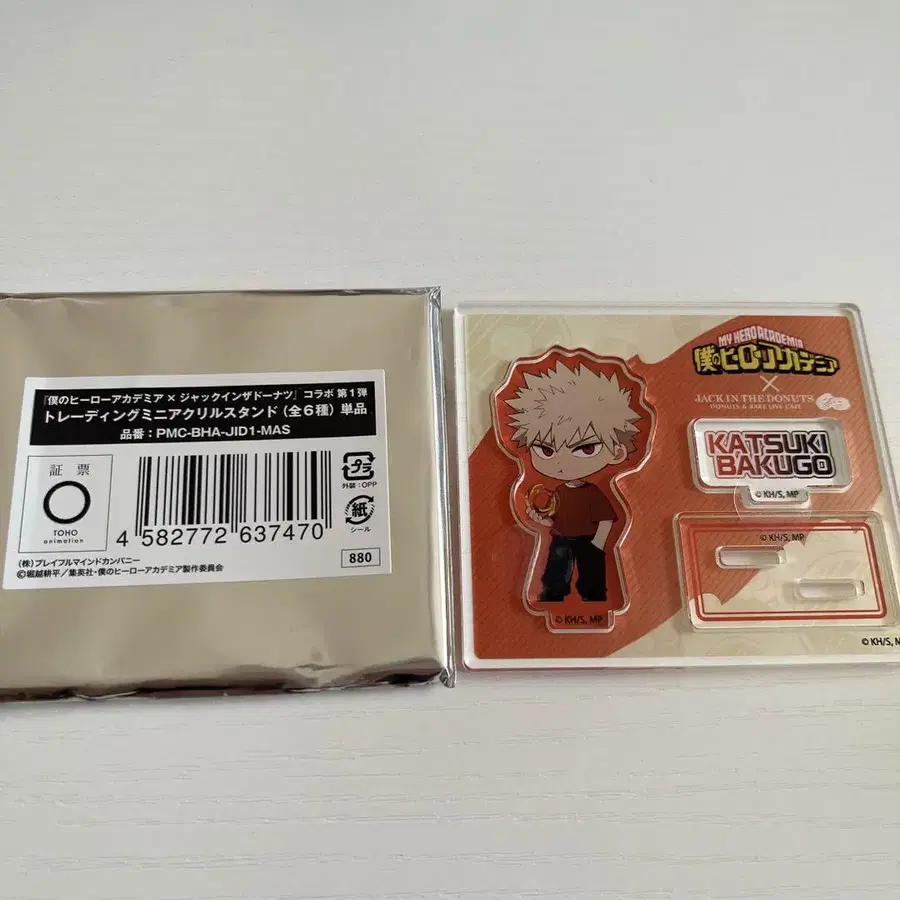 『僕のヒーローアカデミア × ジャックインザドーナツ』コラボ 第1弾
トレーディングミニアクリルスタンド（全６種）単品
品番：PMC-BHA-JID1-MAS
証票
TOHO
animation
4 582772 637470
プラ
外装：OPP
紙
シール
880
(株)プレイフルマインドカンパニー
©堀越耕平／集英社・僕のヒーローアカデミア製作委員会
MY HERO ACADEMIA
僕のヒーローアカデミア
×
JACK IN THE DONUTS
DONUTS & BAKE LIVE CAFE
KATSUKI
BAKUGO
© KH/S, MP
© KH/S, MP
© KH/S, MP
© KH/S, M